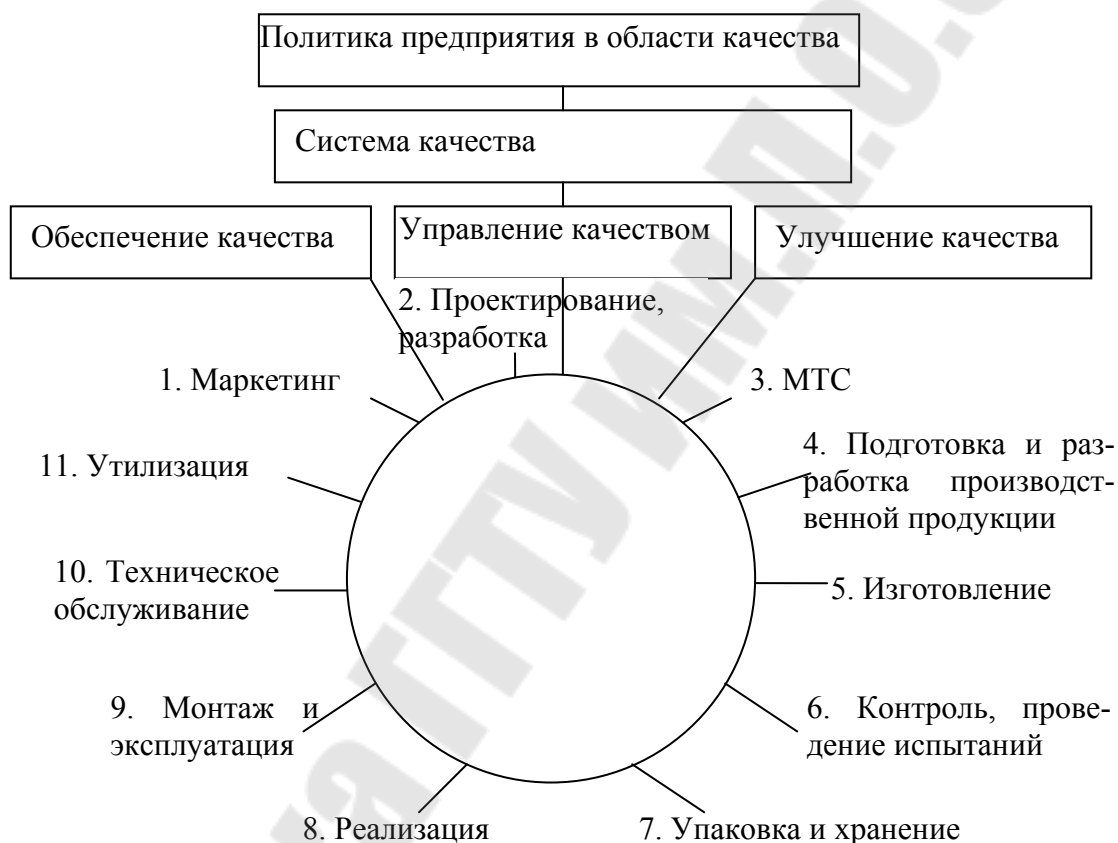 Политика предприятия в области качества
Система качества
Обеспечение качества
Управление качеством
Улучшение качества
2. Проектирование,
разработка
1. Маркетинг
3. МТС
11. Утилизация
4. Подготовка и раз-
работка производст-
венной продукции
10. Техническое
обслуживание
5. Изготовление
9. Монтаж и
эксплуатация
6. Контроль, прове-
дение испытаний
8. Реализация
7. Упаковка и хранение
ГГТУ им.П.О.